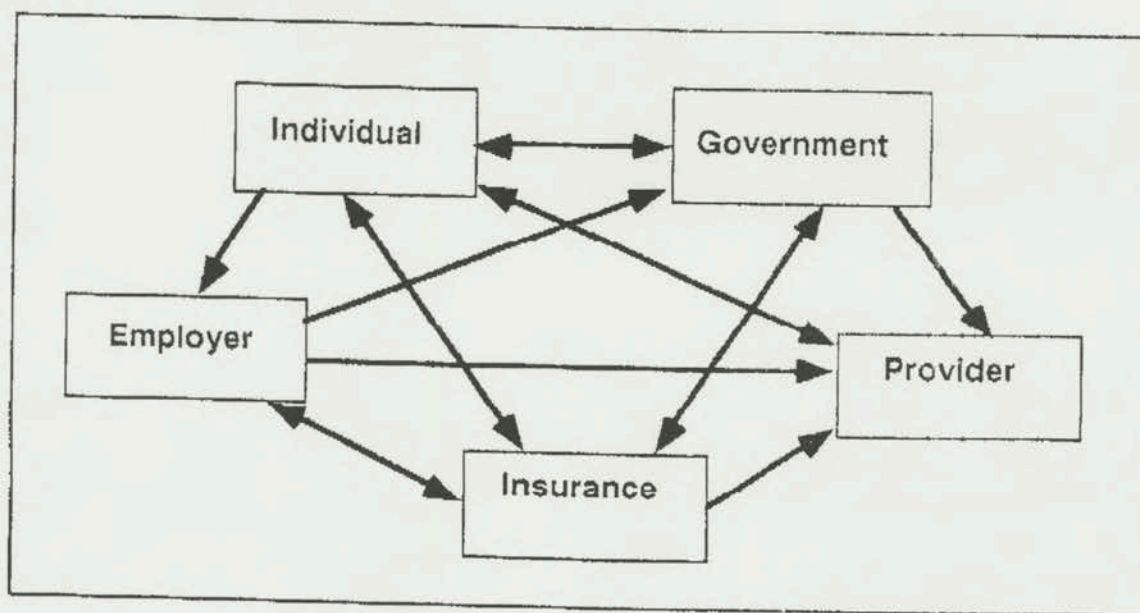 Individual
Government
Employer
Provider
Insurance